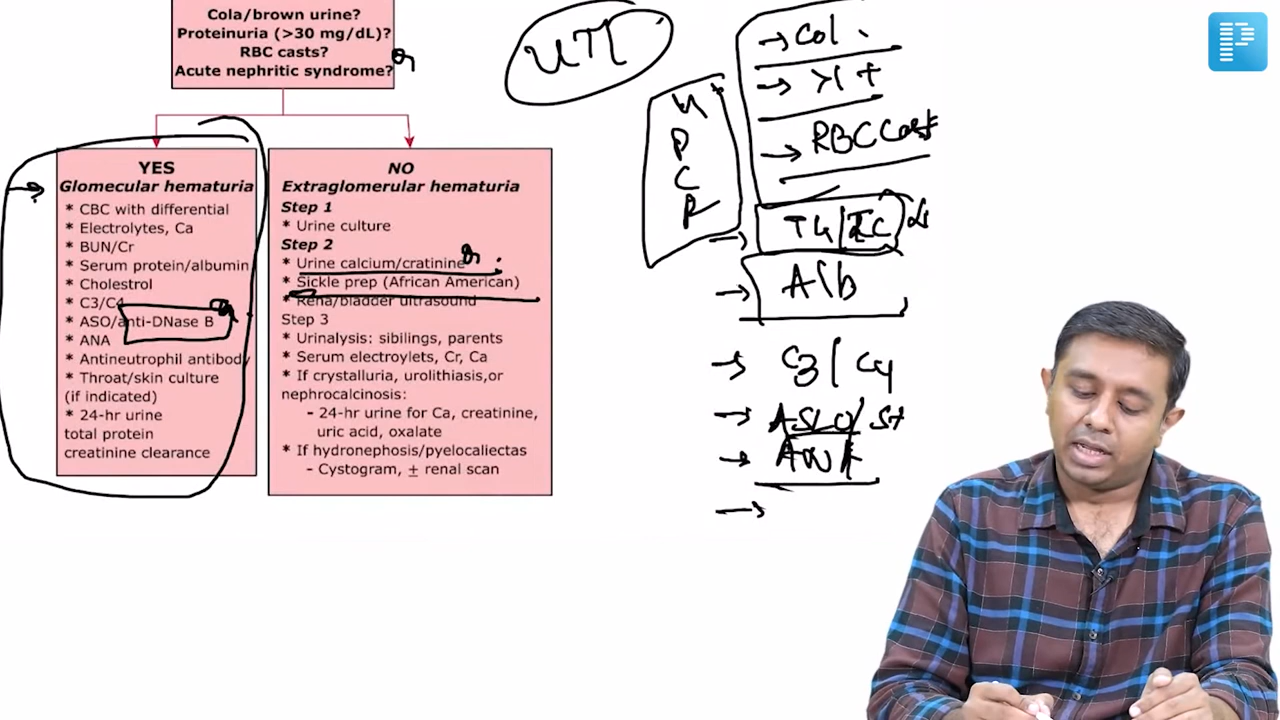 Cola/brown urine?
Proteinuria (>30 mg/dL)?
RBC casts?
Acute nephritic syndrome?
YES
Glomecular hematuria
* CBC with differential
* Electrolytes, Ca
* BUN/Cr
* Serum protein/albumin
* Cholestrol
* C3/C4
* ASO/anti-DNase B
* ANA
* Antineutrophil antibody
* Throat/skin culture
(if indicated)
* 24-hr urine
total protein
creatinine clearance
NO
Extraglomerular hematuria
Step 1
* Urine culture
Step 2
* Urine calcium/cratinine
* Sickle prep (African American)
* Rena/bladder ultrasound
Step 3
* Urinalysis: sibilings, parents
* Serum electroylets, Cr, Ca
* If crystalluria, urolithiasis,or
nephrocalcinosis:
- 24-hr urine for Ca, creatinine,
uric acid, oxalate
* If hydronephosis/pyelocaliectas
- Cystogram, ± renal scan
UTI
U
P
C
R
→ Col
→ >1 +
→ RBC Cast
→ Alb
→ C3 / C4
→ ASLO/
→ ANA
→
P